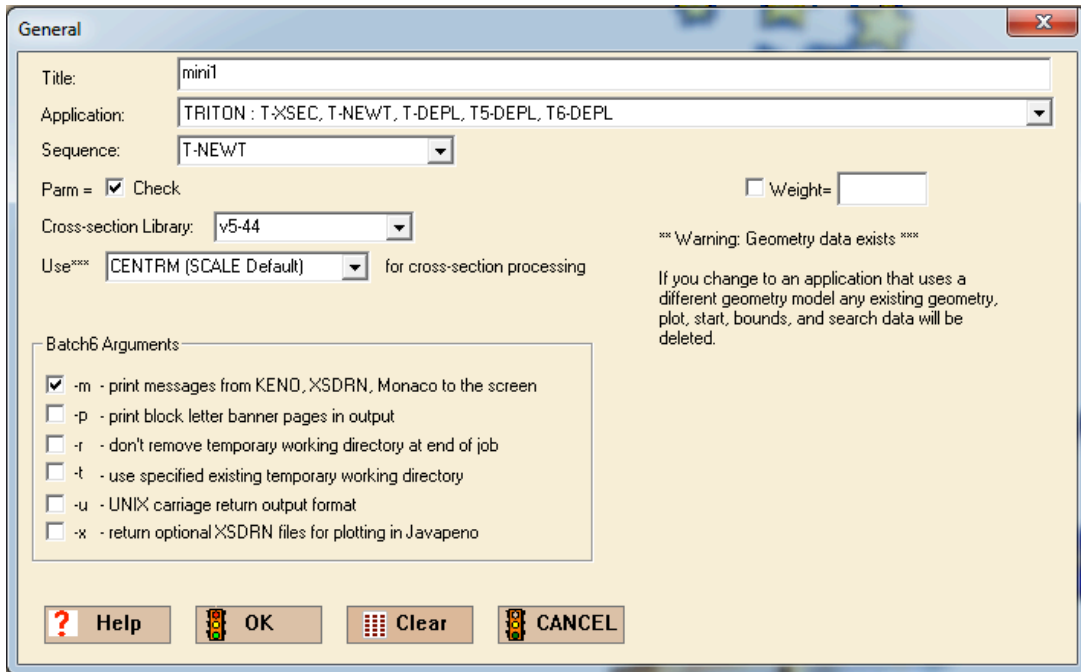 General
Title: mini1
Application: TRITON : T-XSEC, T-NEWT, T-DEPL, T5-DEPL, T6-DEPL
Sequence: T-NEWT
Parm = Check
Weight=
Cross-section Library: v5-44
Use*** CENTRM (SCALE Default) for cross-section processing
*** Warning: Geometry data exists ***
If you change to an application that uses a
different geometry model any existing geometry,
plot, start, bounds, and search data will be
deleted.
Batch6 Arguments
-m - print messages from KENO, XSDRN, Monaco to the screen
-p - print block letter banner pages in output
-r - don't remove temporary working directory at end of job
-t - use specified existing temporary working directory
-u - UNIX carriage return output format
-x - return optional XSDRN files for plotting in Javapeno
? Help
OK
Clear
CANCEL